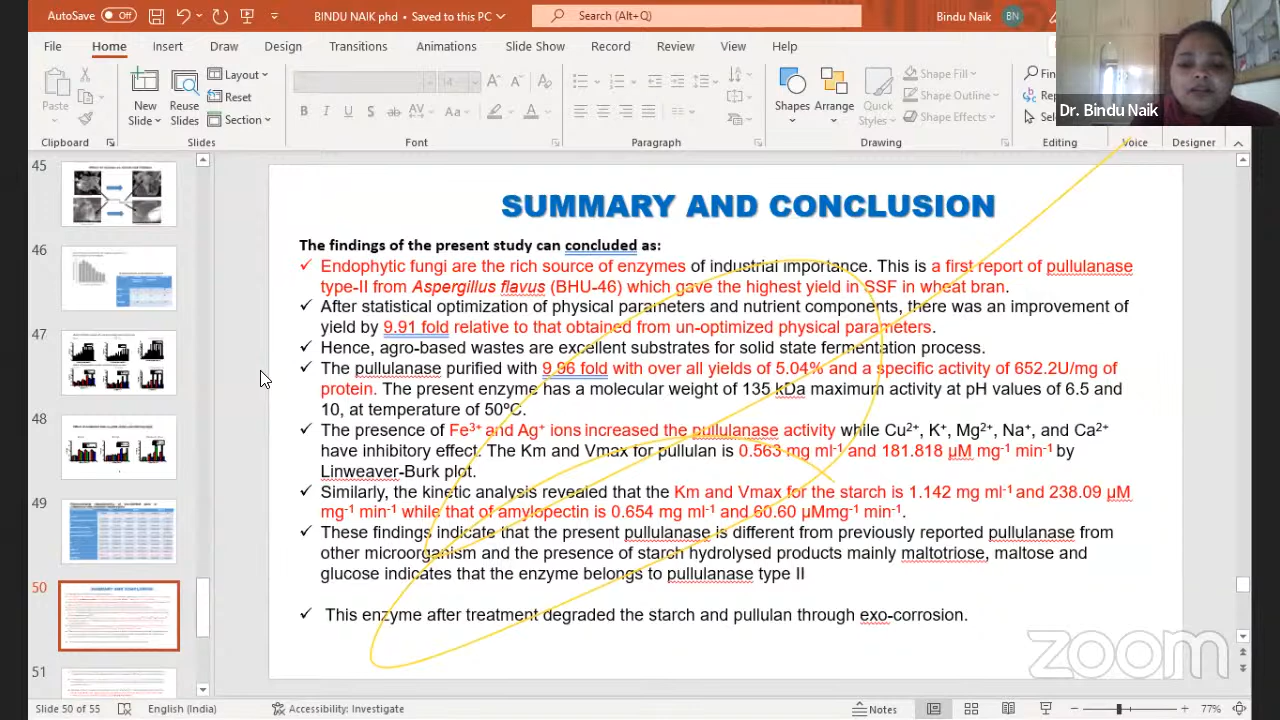 AutoSave Off BINDU NAIK phd • Saved to this PC Search (Alt+Q) Bindu Naik BN
File Home Insert Draw Design Transitions Animations Slide Show Record Review View Help
Dr. Bindu Naik
Paste
New Slide
Reuse Slides
Layout
Reset
Section
14
B I U S ab AV Aa A
Shapes Arrange Quick Styles
Shape Fill
Shape Outline
Shape Effects
Clipboard Slides Font Paragraph Drawing Editing Voice Designer
45
46
47
48
49
50
51
SUMMARY AND CONCLUSION
The findings of the present study can concluded as:
✓ Endophytic fungi are the rich source of enzymes of industrial importance. This is a first report of pullulanase
type-II from Aspergillus flavus (BHU-46) which gave the highest yield in SSF in wheat bran.
✓ After statistical optimization of physical parameters and nutrient components, there was an improvement of
yield by 9.91 fold relative to that obtained from un-optimized physical parameters.
✓ Hence, agro-based wastes are excellent substrates for solid state fermentation process.
✓ The pullulanase purified with 9.96 fold with over all yields of 5.04% and a specific activity of 652.2U/mg of
protein. The present enzyme has a molecular weight of 135 kDa maximum activity at pH values of 6.5 and
10, at temperature of 50ºC.
✓ The presence of Fe³⁺ and Ag⁺ ions increased the pullulanase activity while Cu²⁺, K⁺, Mg²⁺, Na⁺, and Ca²⁺
have inhibitory effect. The Km and Vmax for pullulan is 0.563 mg ml⁻¹ and 181.818 µM mg⁻¹ min⁻¹ by
Linweaver-Burk plot.
✓ Similarly, the kinetic analysis revealed that the Km and Vmax for the starch is 1.142 mg ml⁻¹ and 238.09 µM
mg⁻¹ min⁻¹ while that of amylopectin is 0.654 mg ml⁻¹ and 60.60 µMmg⁻¹ min⁻¹.
✓ These findings indicate that the present pullulanase is different from previously reported pullulanase from
other microorganism and the presence of starch hydrolysed products mainly maltotriose, maltose and
glucose indicates that the enzyme belongs to pullulanase type II
✓ This enzyme after treatment degraded the starch and pullulan through exo-corrosion.
zoom
Slide 50 of 55 English (India) Accessibility: Investigate Notes 77%